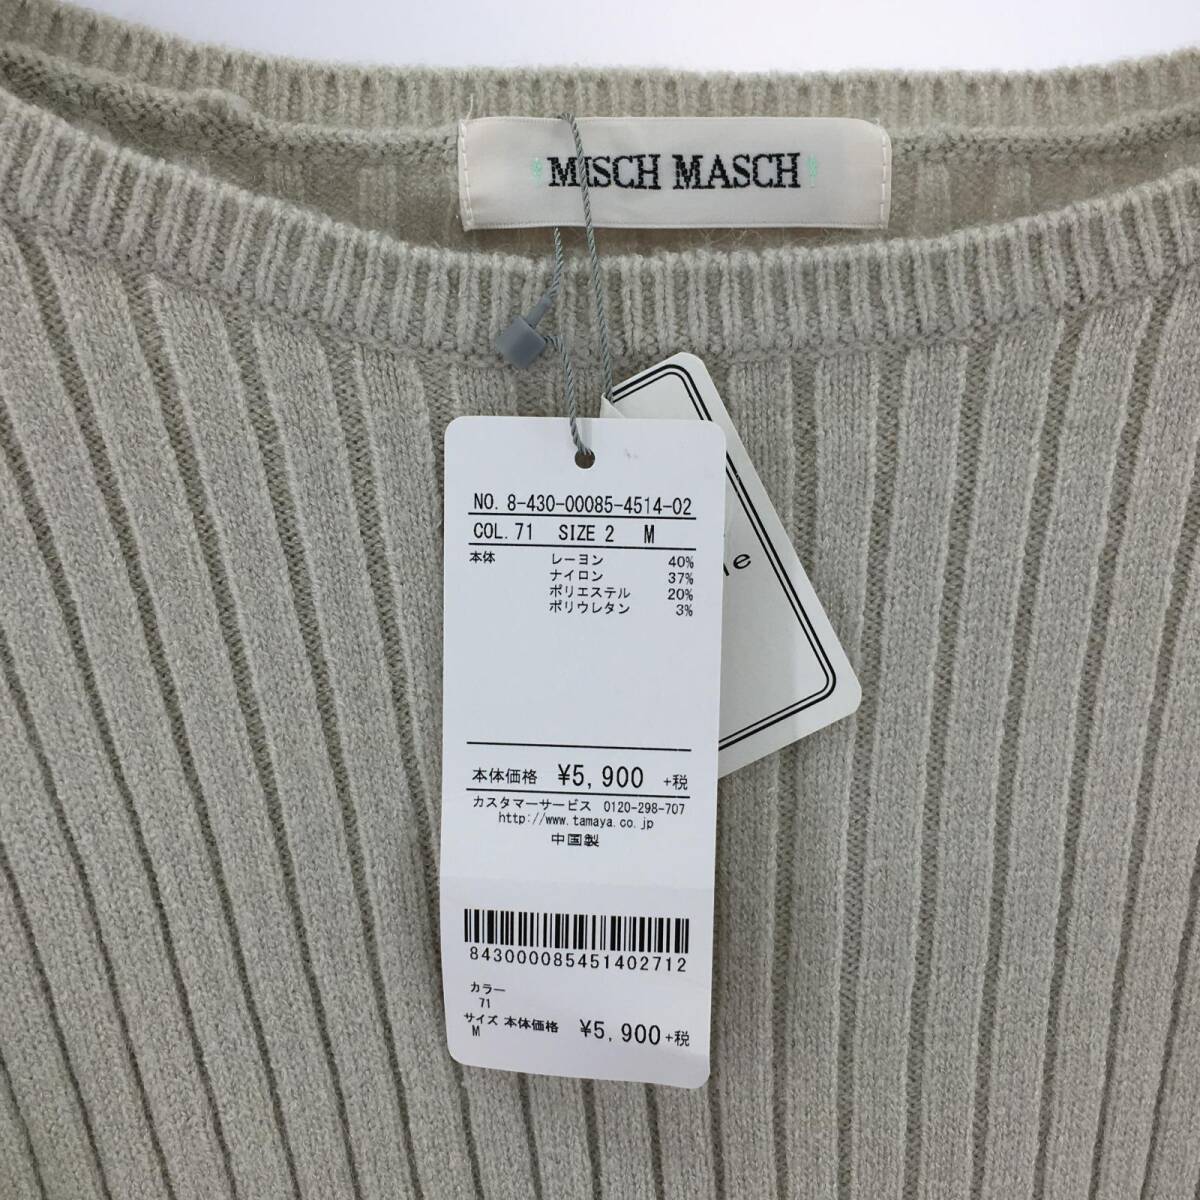 MISCH MASCH
NO. 8-430-00085-4514-02
COL. 71 SIZE 2 M
本体 レーヨン 40%
ナイロン 37%
ポリエステル 20%
ポリウレタン 3%
本体価格 ¥5,900 +税
カスタマーサービス 0120-298-707
http://www.tamaya.co.jp
中国製
843000085451402712
カラー
71
サイズ 本体価格 ¥5,900+税
M